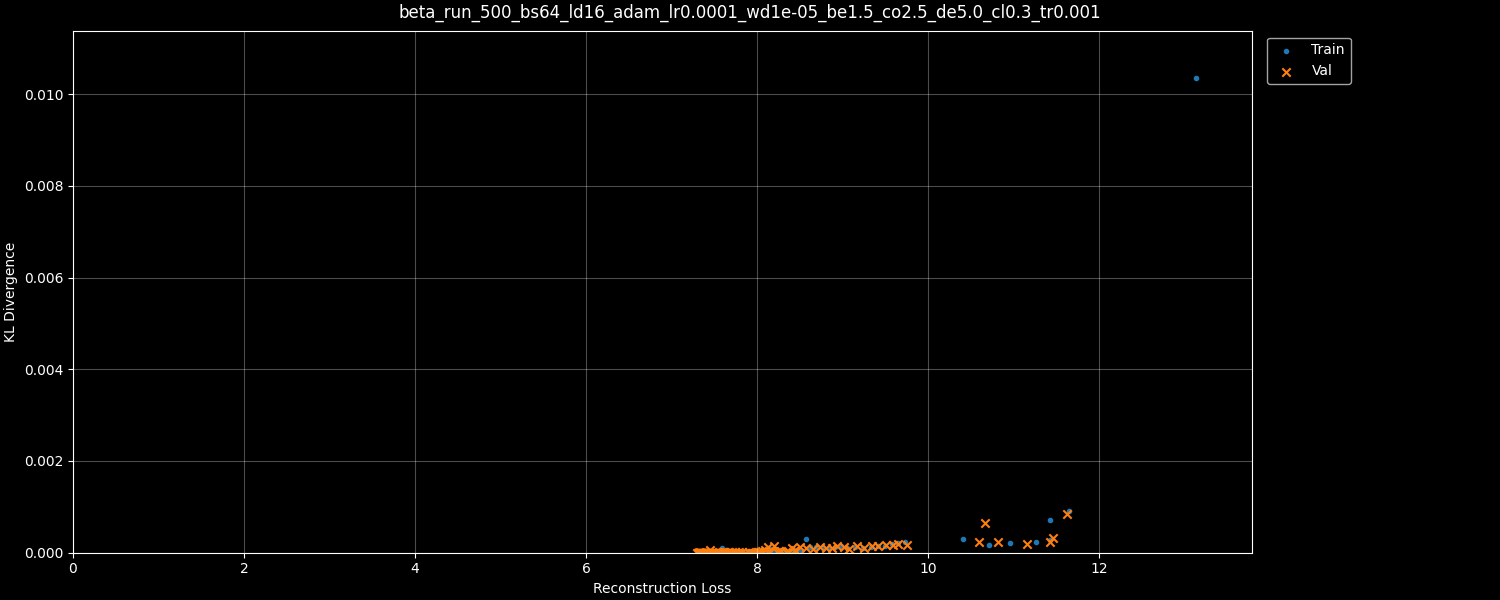 beta_run_500_bs64_ld16_adam_lr0.0001_wd1e-05_be1.5_co2.5_de5.0_cl0.3_tr0.001
Train
Val
KL Divergence
0.010
0.008
0.006
0.004
0.002
0.000
0 2 4 6 8 10 12
Reconstruction Loss